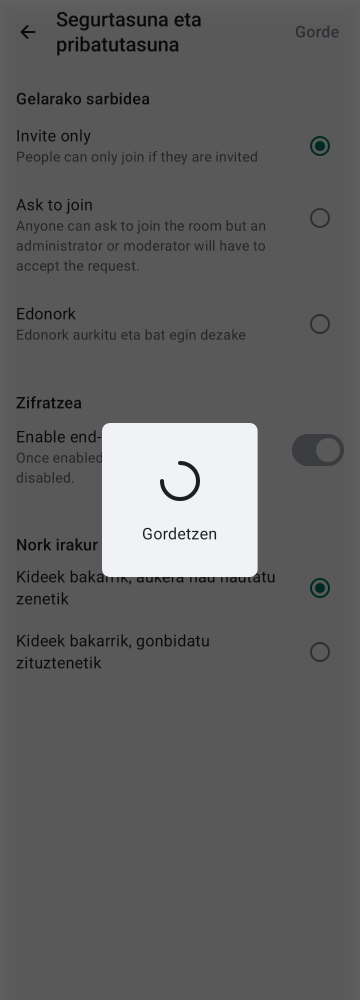 Segurtasuna eta
pribatutasuna
Gorde
Gelarako sarbidea
Invite only
People can only join if they are invited
Ask to join
Anyone can ask to join the room but an
administrator or moderator will have to
accept the request.
Edonork
Edonork aurkitu eta bat egin dezake
Zifratzea
Enable end-
Once enabled
disabled.
Gordetzen
Nork irakur
Kideek bakarrik, aukera hau hautatu
zenetik
Kideek bakarrik, gonbidatu
zituztenetik